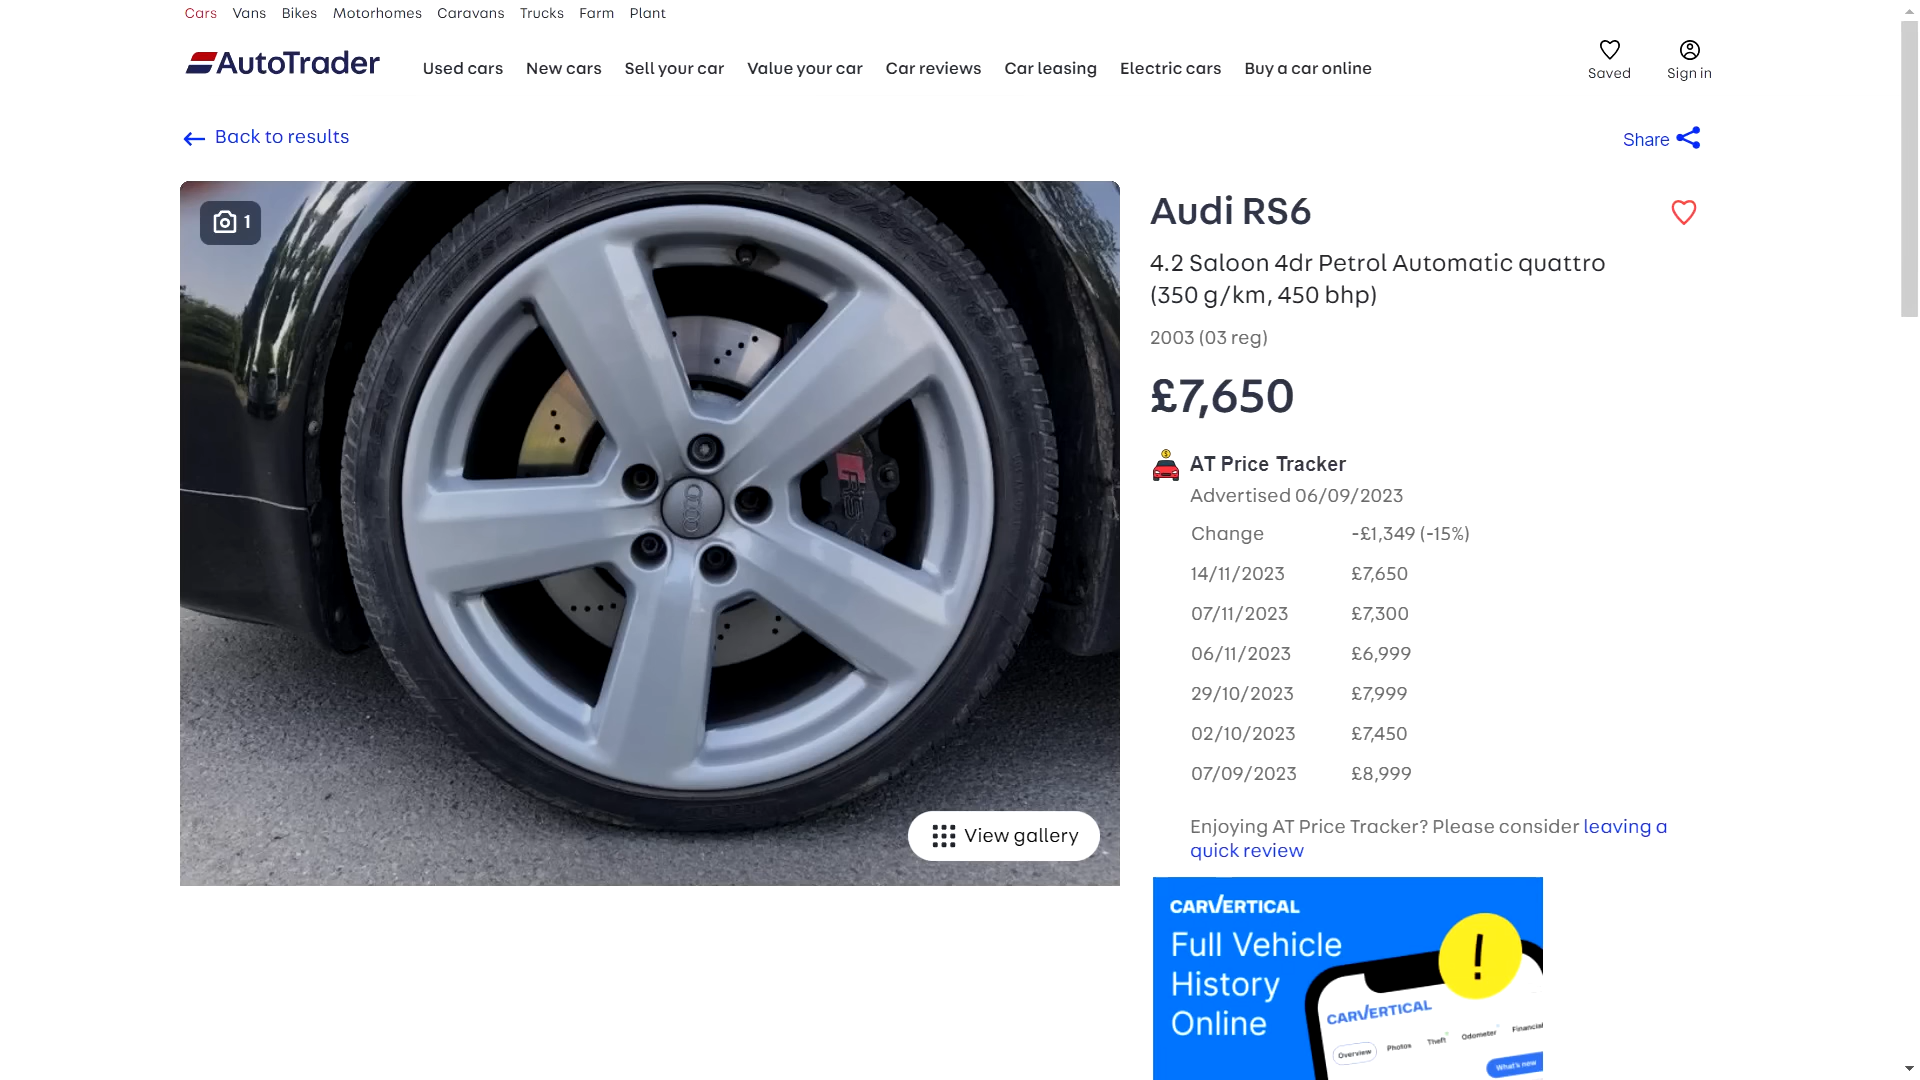 Cars Vans Bikes Motorhomes Caravans Trucks Farm Plant
AutoTrader
Used cars New cars Sell your car Value your car Car reviews Car leasing Electric cars Buy a car online
Saved Sign in
Back to results
Share
1
RS
View gallery
Audi RS6
4.2 Saloon 4dr Petrol Automatic quattro
(350 g/km, 450 bhp)
2003 (03 reg)
£7,650
AT Price Tracker
Advertised 06/09/2023
Change -£1,349 (-15%)
14/11/2023 £7,650
07/11/2023 £7,300
06/11/2023 £6,999
29/10/2023 £7,999
02/10/2023 £7,450
07/09/2023 £8,999
Enjoying AT Price Tracker? Please consider leaving a
quick review
CARVERTICAL
Full Vehicle
History
Online
!
CARVERTICAL
Overview Photos Theft Odometer Financial
What's new